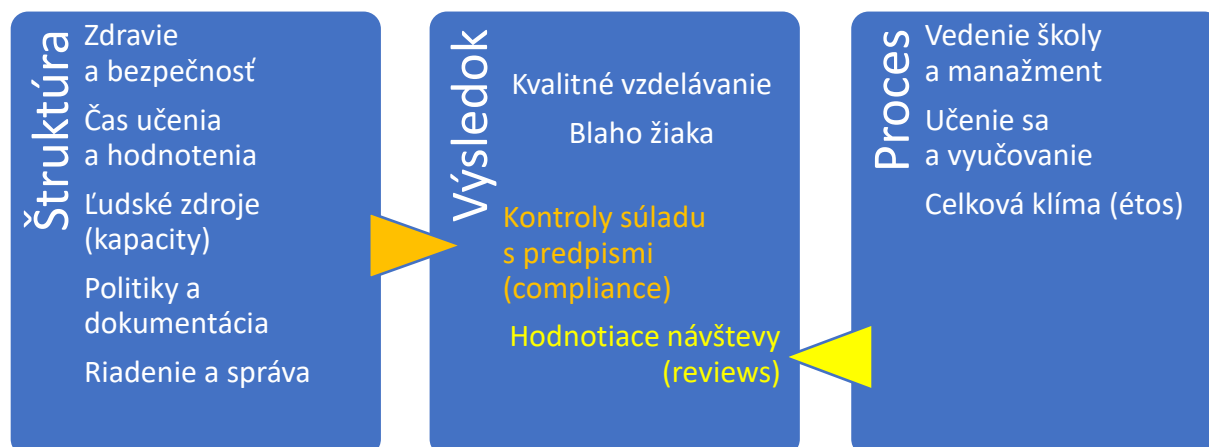 Štruktúra
Zdravie
a bezpečnosť
Čas učenia
a hodnotenia
Ľudské zdroje
(kapacity)
Politiky a
dokumentácia
Riadenie a správa
Výsledok
Kvalitné vzdelávanie
Blaho žiaka
Kontroly súladu
s predpismi
(compliance)
Hodnotiace návštevy
(reviews)
Proces
Vedenie školy
a manažment
Učenie sa
a vyučovanie
Celková klíma (étos)